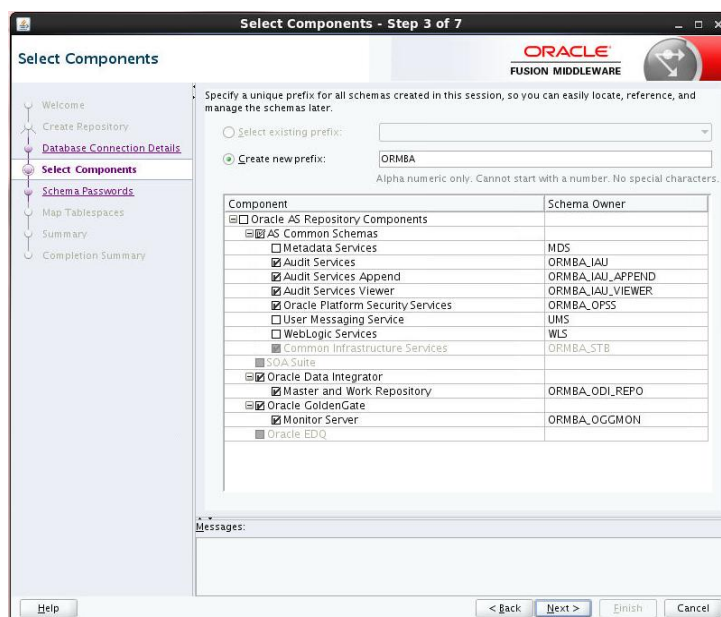 Select Components - Step 3 of 7
Select Components
ORACLE
FUSION MIDDLEWARE
Welcome
Create Repository
Database Connection Details
Select Components
Schema Passwords
Map Tablespaces
Summary
Completion Summary
Specify a unique prefix for all schemas created in this session, so you can easily locate, reference, and
manage the schemas later.
Select existing prefix:
Create new prefix: ORMBA
Alpha numeric only. Cannot start with a number. No special characters.
Component Schema Owner
Oracle AS Repository Components
AS Common Schemas
Metadata Services MDS
Audit Services ORMBA_IAU
Audit Services Append ORMBA_IAU_APPEND
Audit Services Viewer ORMBA_IAU_VIEWER
Oracle Platform Security Services ORMBA_OPSS
User Messaging Service UMS
WebLogic Services WLS
Common Infrastructure Services ORMBA_STB
SOA Suite
Oracle Data Integrator
Master and Work Repository ORMBA_ODI_REPO
Oracle GoldenGate
Monitor Server ORMBA_OGGMON
Oracle EDQ
Messages:
Help < Back Next > Finish Cancel